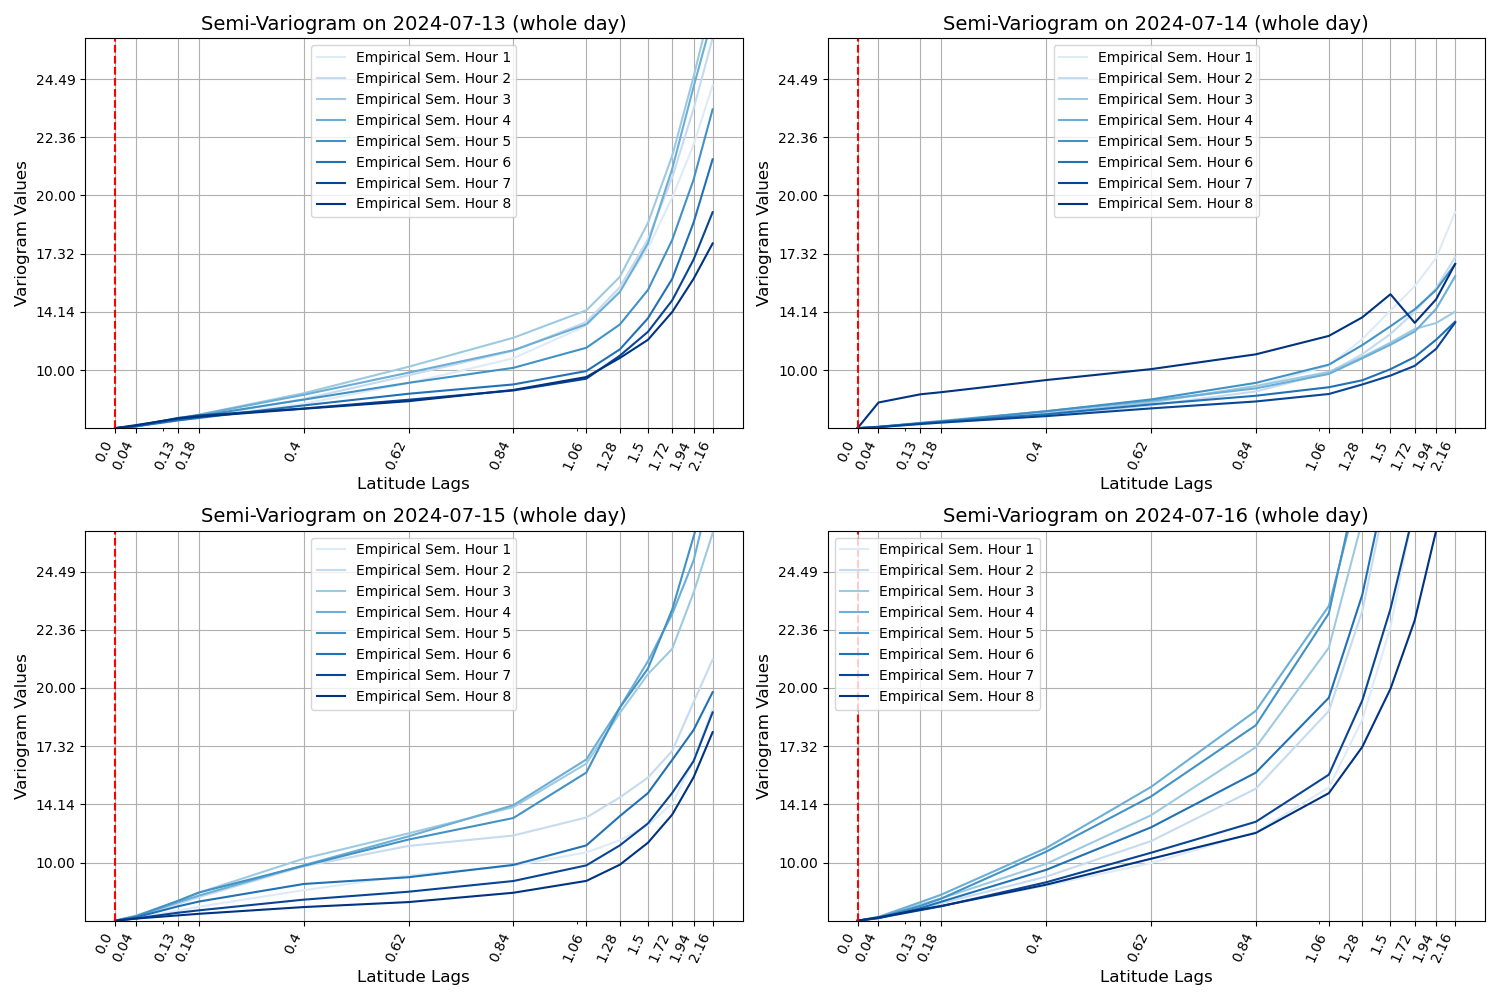 Semi-Variogram on 2024-07-13 (whole day)
Variogram Values
24.49
22.36
20.00
17.32
14.14
10.00
Empirical Sem. Hour 1
Empirical Sem. Hour 2
Empirical Sem. Hour 3
Empirical Sem. Hour 4
Empirical Sem. Hour 5
Empirical Sem. Hour 6
Empirical Sem. Hour 7
Empirical Sem. Hour 8
0.0 0.04 0.13 0.18 0.4 0.62 0.84 1.06 1.28 1.5 1.72 1.94 2.16
Latitude Lags
Semi-Variogram on 2024-07-14 (whole day)
Variogram Values
24.49
22.36
20.00
17.32
14.14
10.00
Empirical Sem. Hour 1
Empirical Sem. Hour 2
Empirical Sem. Hour 3
Empirical Sem. Hour 4
Empirical Sem. Hour 5
Empirical Sem. Hour 6
Empirical Sem. Hour 7
Empirical Sem. Hour 8
0.0 0.04 0.13 0.18 0.4 0.62 0.84 1.06 1.28 1.5 1.72 1.94 2.16
Latitude Lags
Semi-Variogram on 2024-07-15 (whole day)
Variogram Values
24.49
22.36
20.00
17.32
14.14
10.00
Empirical Sem. Hour 1
Empirical Sem. Hour 2
Empirical Sem. Hour 3
Empirical Sem. Hour 4
Empirical Sem. Hour 5
Empirical Sem. Hour 6
Empirical Sem. Hour 7
Empirical Sem. Hour 8
0.0 0.04 0.13 0.18 0.4 0.62 0.84 1.06 1.28 1.5 1.72 1.94 2.16
Latitude Lags
Semi-Variogram on 2024-07-16 (whole day)
Variogram Values
24.49
22.36
20.00
17.32
14.14
10.00
Empirical Sem. Hour 1
Empirical Sem. Hour 2
Empirical Sem. Hour 3
Empirical Sem. Hour 4
Empirical Sem. Hour 5
Empirical Sem. Hour 6
Empirical Sem. Hour 7
Empirical Sem. Hour 8
0.0 0.04 0.13 0.18 0.4 0.62 0.84 1.06 1.28 1.5 1.72 1.94 2.16
Latitude Lags